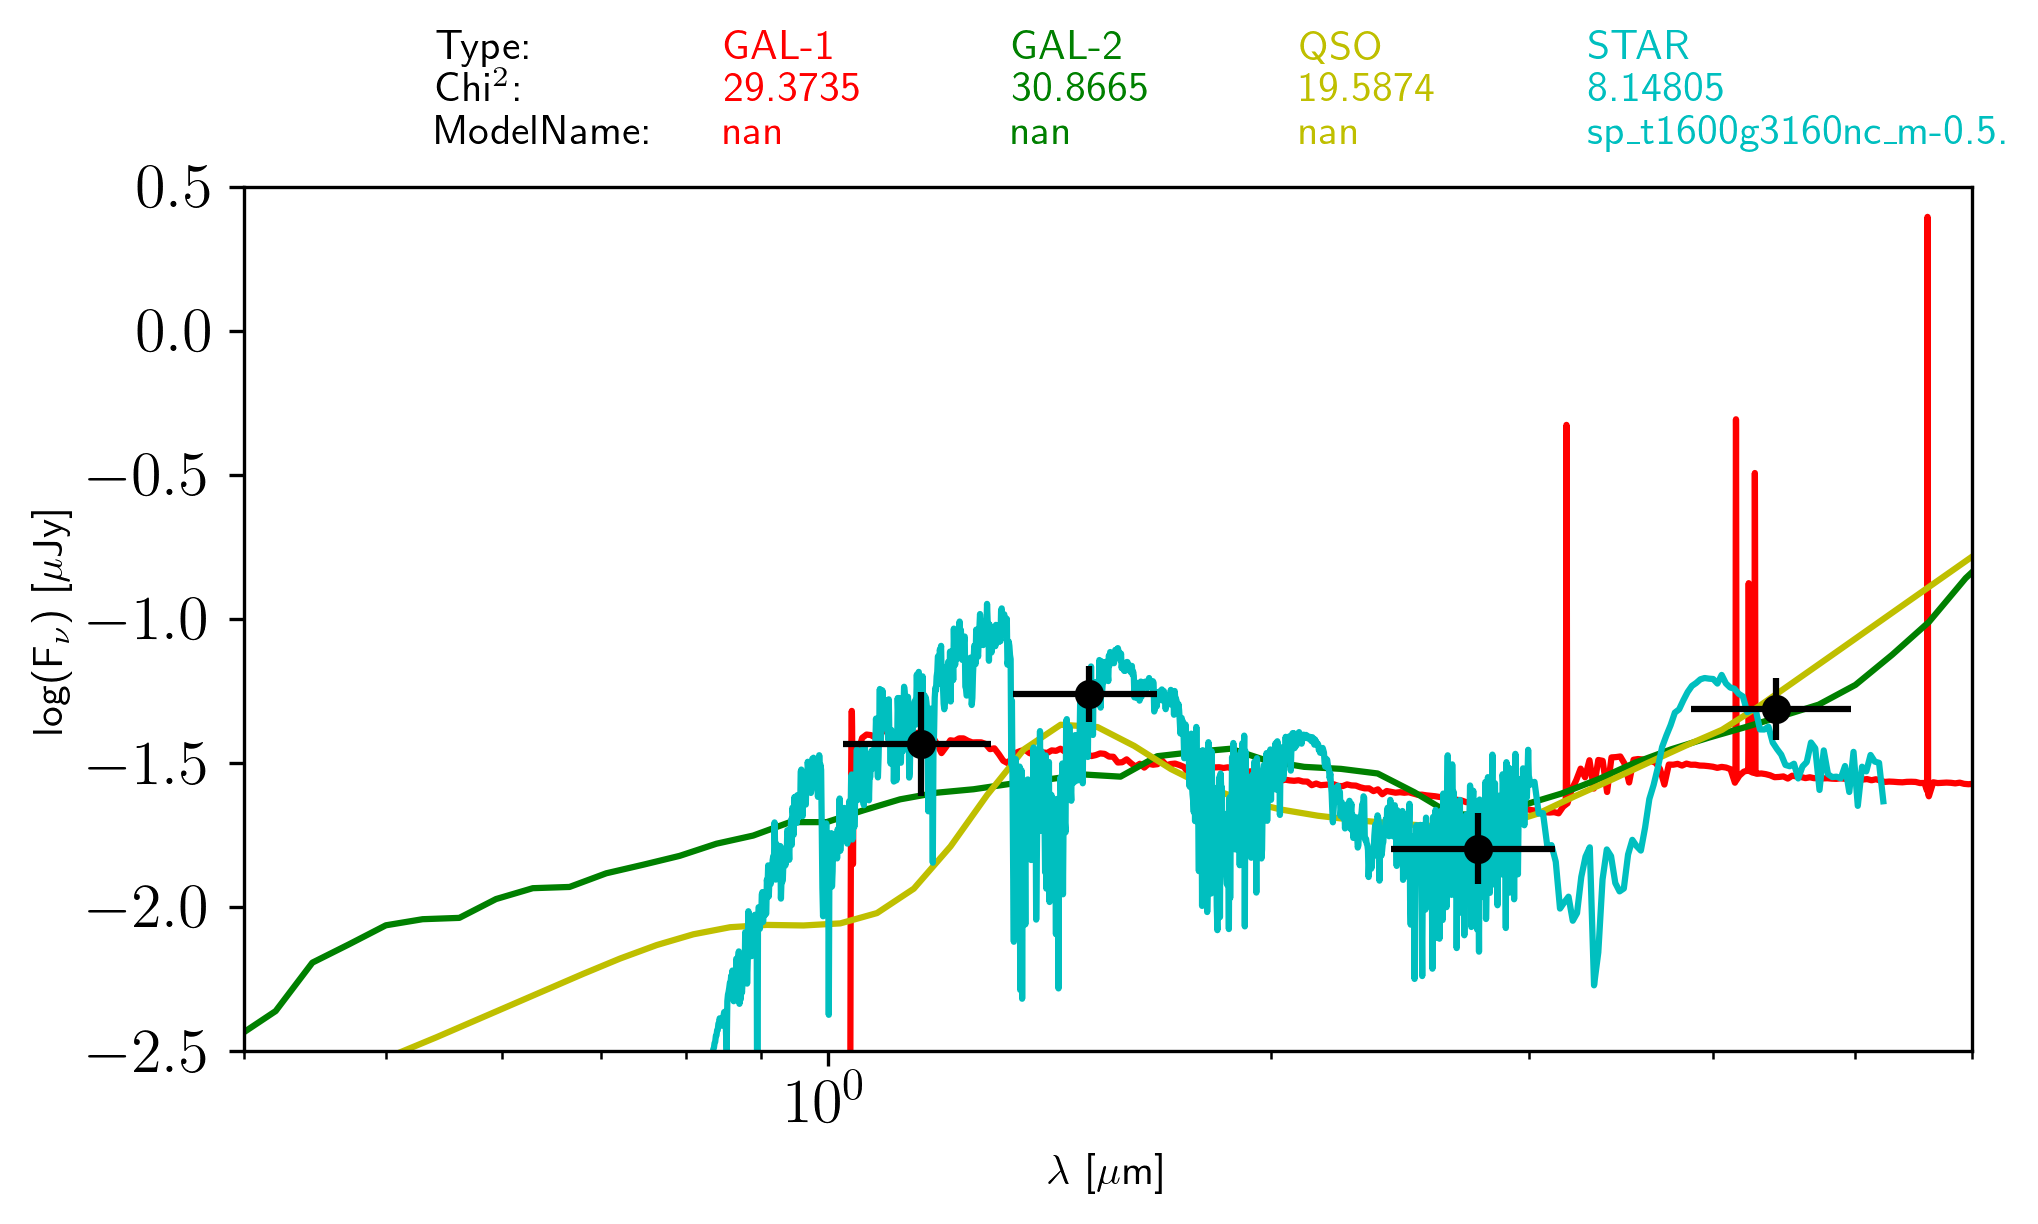 Type: GAL-1 GAL-2 QSO STAR
Chi²: 29.3735 30.8665 19.5874 8.14805
ModelName: nan nan nan sp_t1600g3160nc_m-0.5.
0.5
0.0
−0.5
−1.0
−1.5
−2.0
−2.5
log(Fν) [μJy]
10⁰
λ [μm]